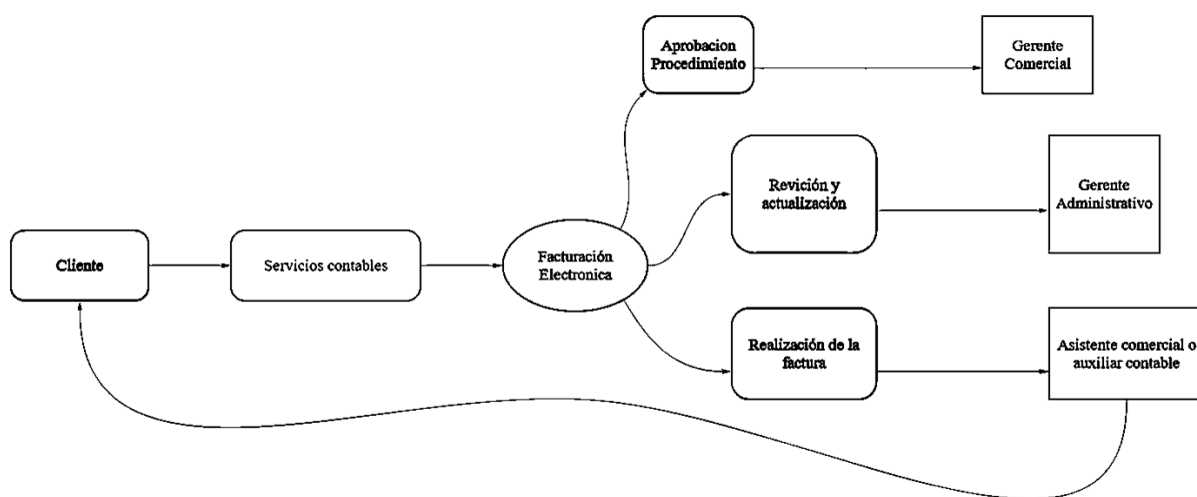 Aprobacion
Procedimiento
Gerente
Comercial
Revición y
actualización
Gerente
Administrativo
Cliente
Servicios contables
Facturación
Electronica
Realización de la
factura
Asistente comercial o
auxiliar contable